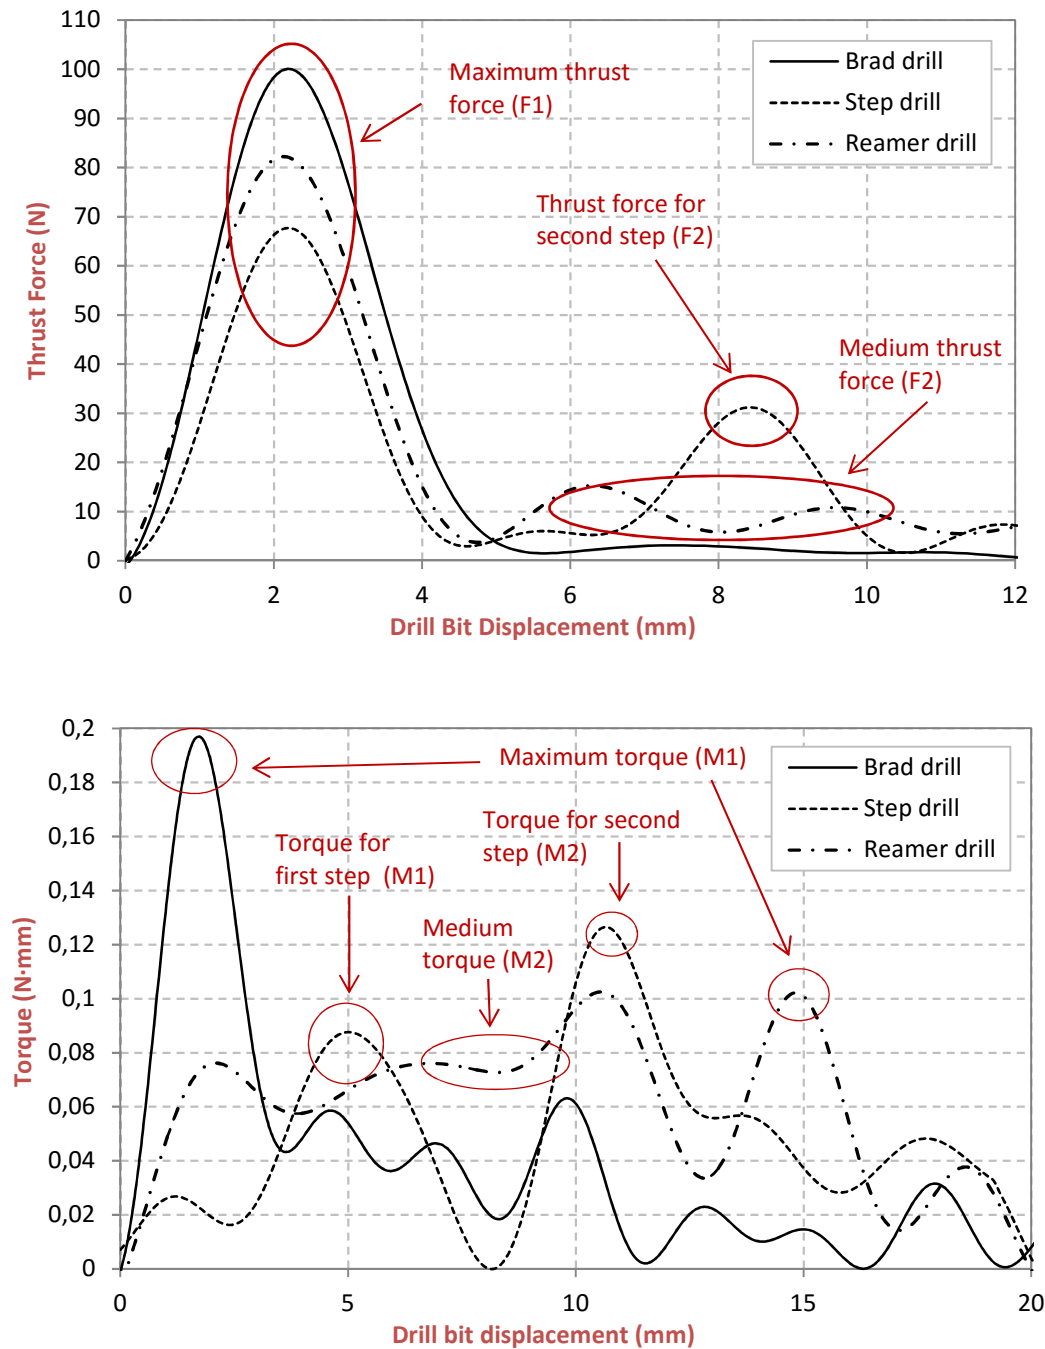 110
100
90
80
70
60
50
40
30
20
10
0
Thrust Force (N)
Maximum thrust
force (F1)
Brad drill
Step drill
Reamer drill
Thrust force for
second step (F2)
Medium thrust
force (F2)
0 2 4 6 8 10 12
Drill Bit Displacement (mm)
0,2
0,18
0,16
0,14
0,12
0,1
0,08
0,06
0,04
0,02
0
Torque (N·mm)
Maximum torque (M1)
Brad drill
Step drill
Reamer drill
Torque for
first step (M1)
Torque for second
step (M2)
Medium
torque (M2)
0 5 10 15 20
Drill bit displacement (mm)